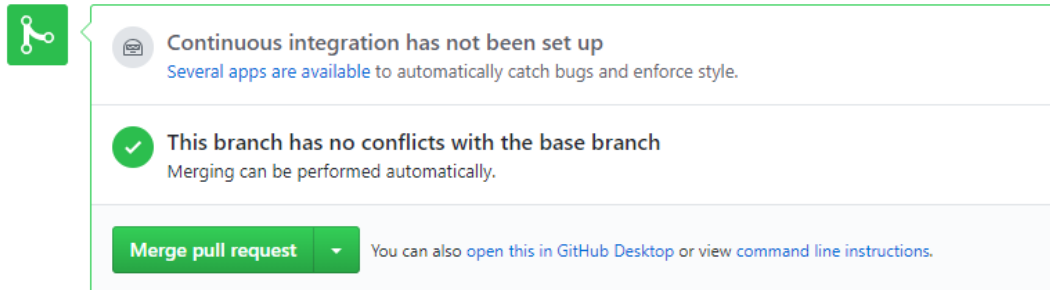 Continuous integration has not been set up
Several apps are available to automatically catch bugs and enforce style.
This branch has no conflicts with the base branch
Merging can be performed automatically.
Merge pull request
You can also open this in GitHub Desktop or view command line instructions.